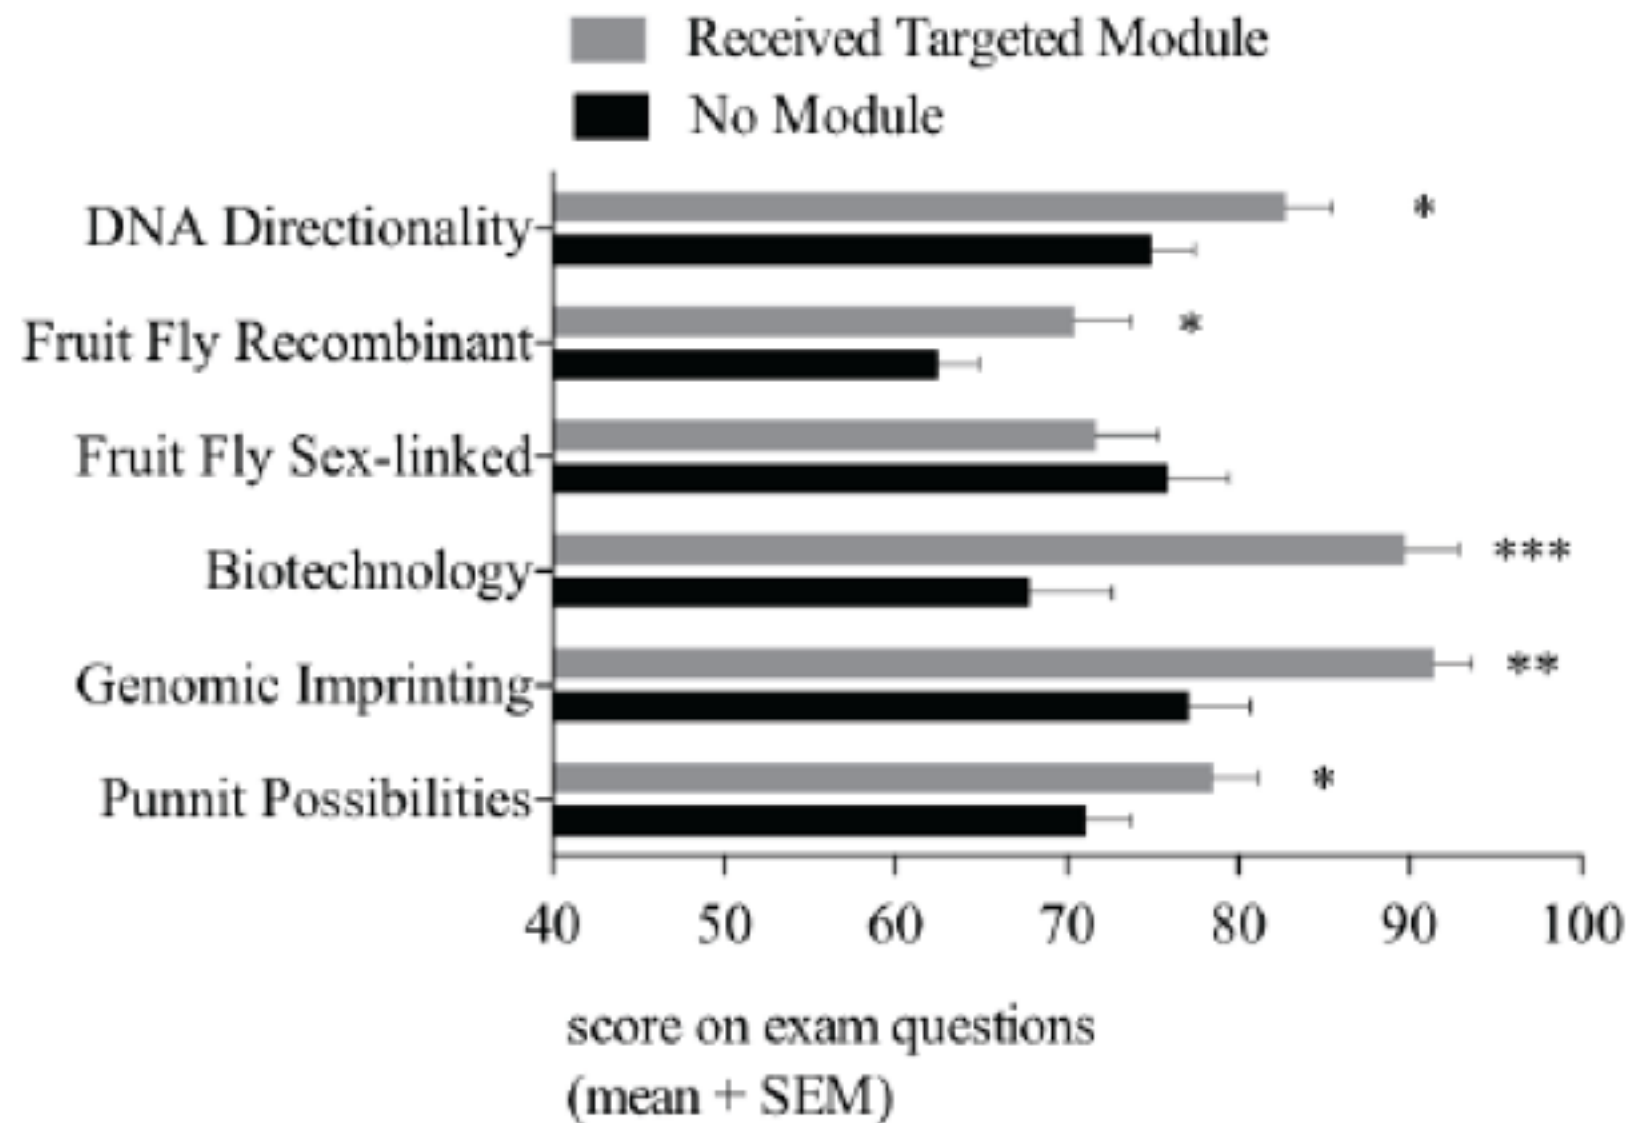 Received Targeted Module
No Module
DNA Directionality
*
Fruit Fly Recombinant
*
Fruit Fly Sex-linked
Biotechnology
***
Genomic Imprinting
**
Punnit Possibilities
*
40 50 60 70 80 90 100
score on exam questions
(mean + SEM)